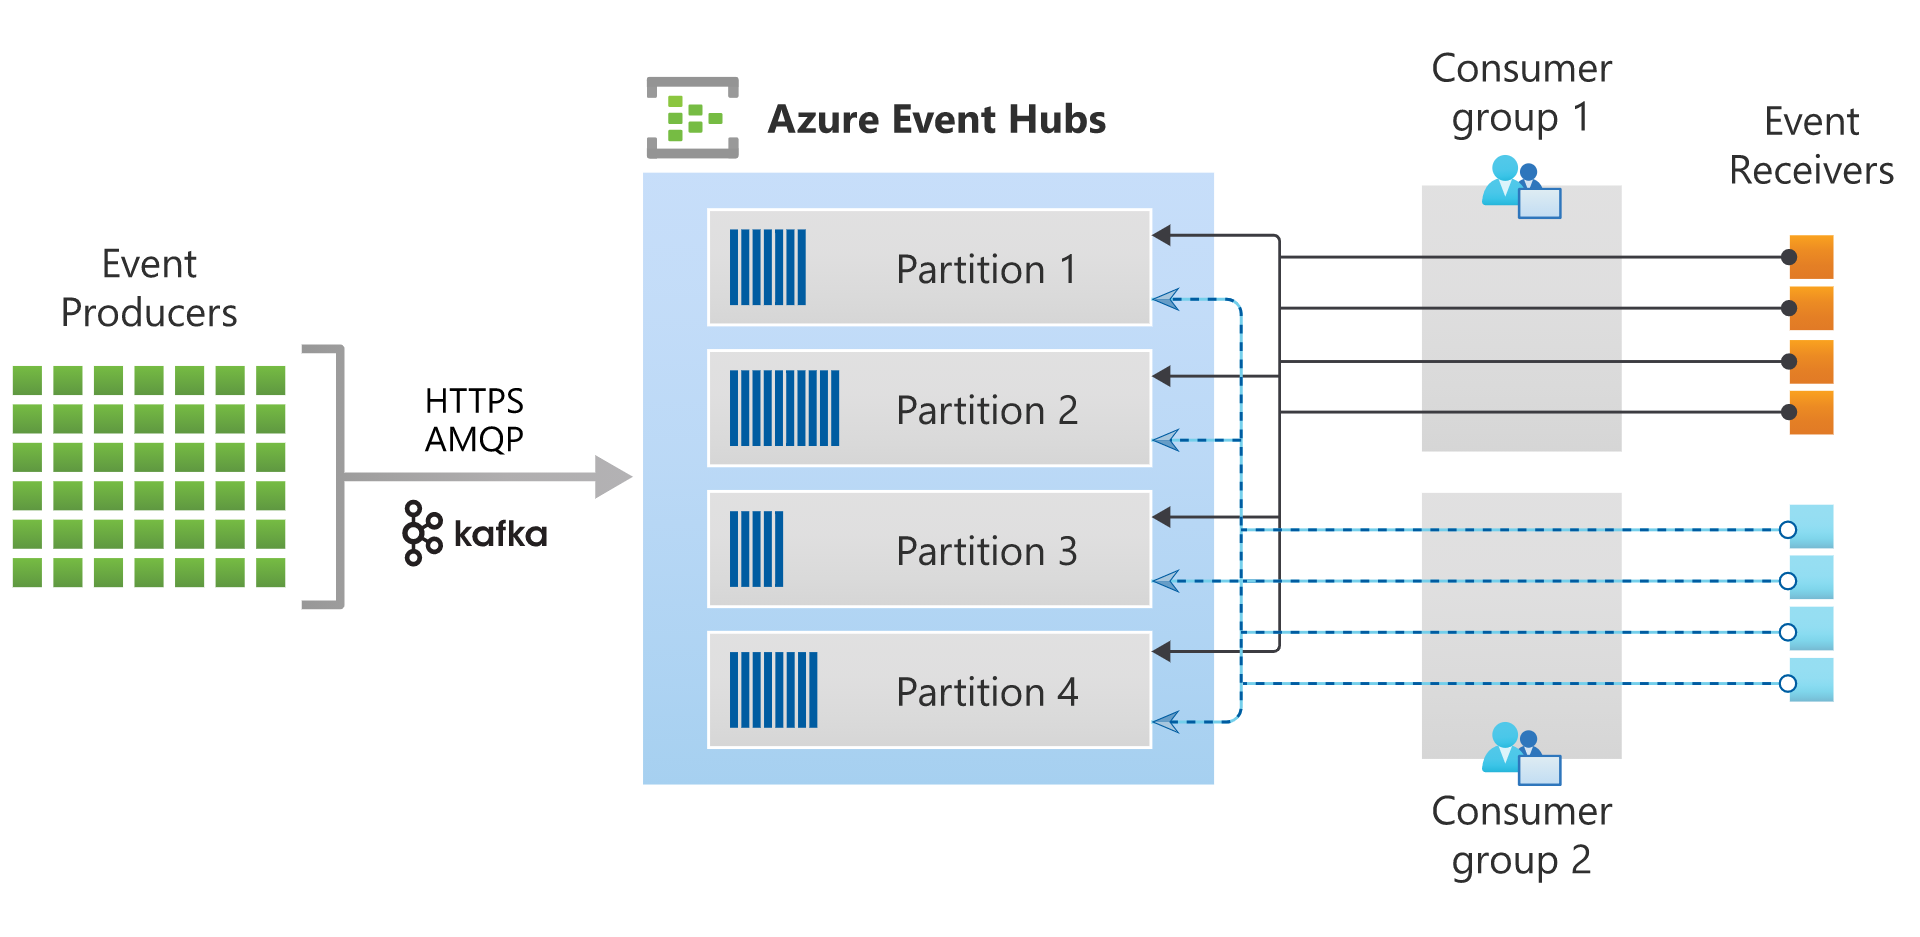 Event
Producers
HTTPS
AMQP
kafka
Azure Event Hubs
Partition 1
Partition 2
Partition 3
Partition 4
Consumer
group 1
Consumer
group 2
Event
Receivers